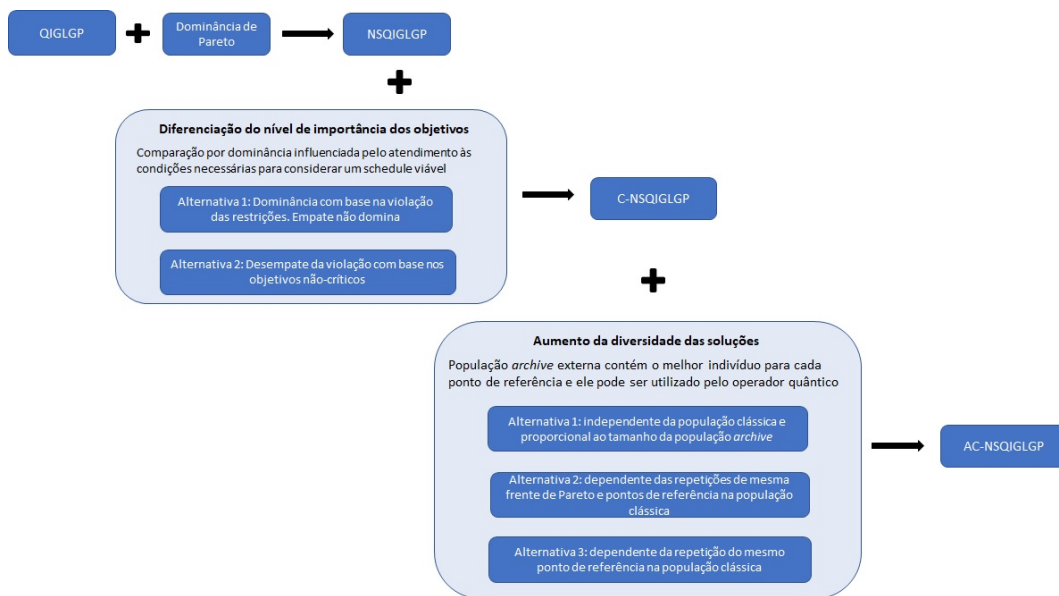 QIGLGP
Dominância de
Pareto
NSQIGLGP
Diferenciação do nível de importância dos objetivos
Comparação por dominância influenciada pelo atendimento às
condições necessárias para considerar um schedule viável
Alternativa 1: Dominância com base na violação
das restrições. Empate não domina
Alternativa 2: Desempate da violação com base nos
objetivos não-críticos
C-NSQIGLGP
Aumento da diversidade das soluções
População archive externa contém o melhor indivíduo para cada
ponto de referência e ele pode ser utilizado pelo operador quântico
Alternativa 1: independente da população clássica e
proporcional ao tamanho da população archive
Alternativa 2: dependente das repetições de mesma
frente de Pareto e pontos de referência na população
clássica
Alternativa 3: dependente da repetição do mesmo
ponto de referência na população clássica
AC-NSQIGLGP